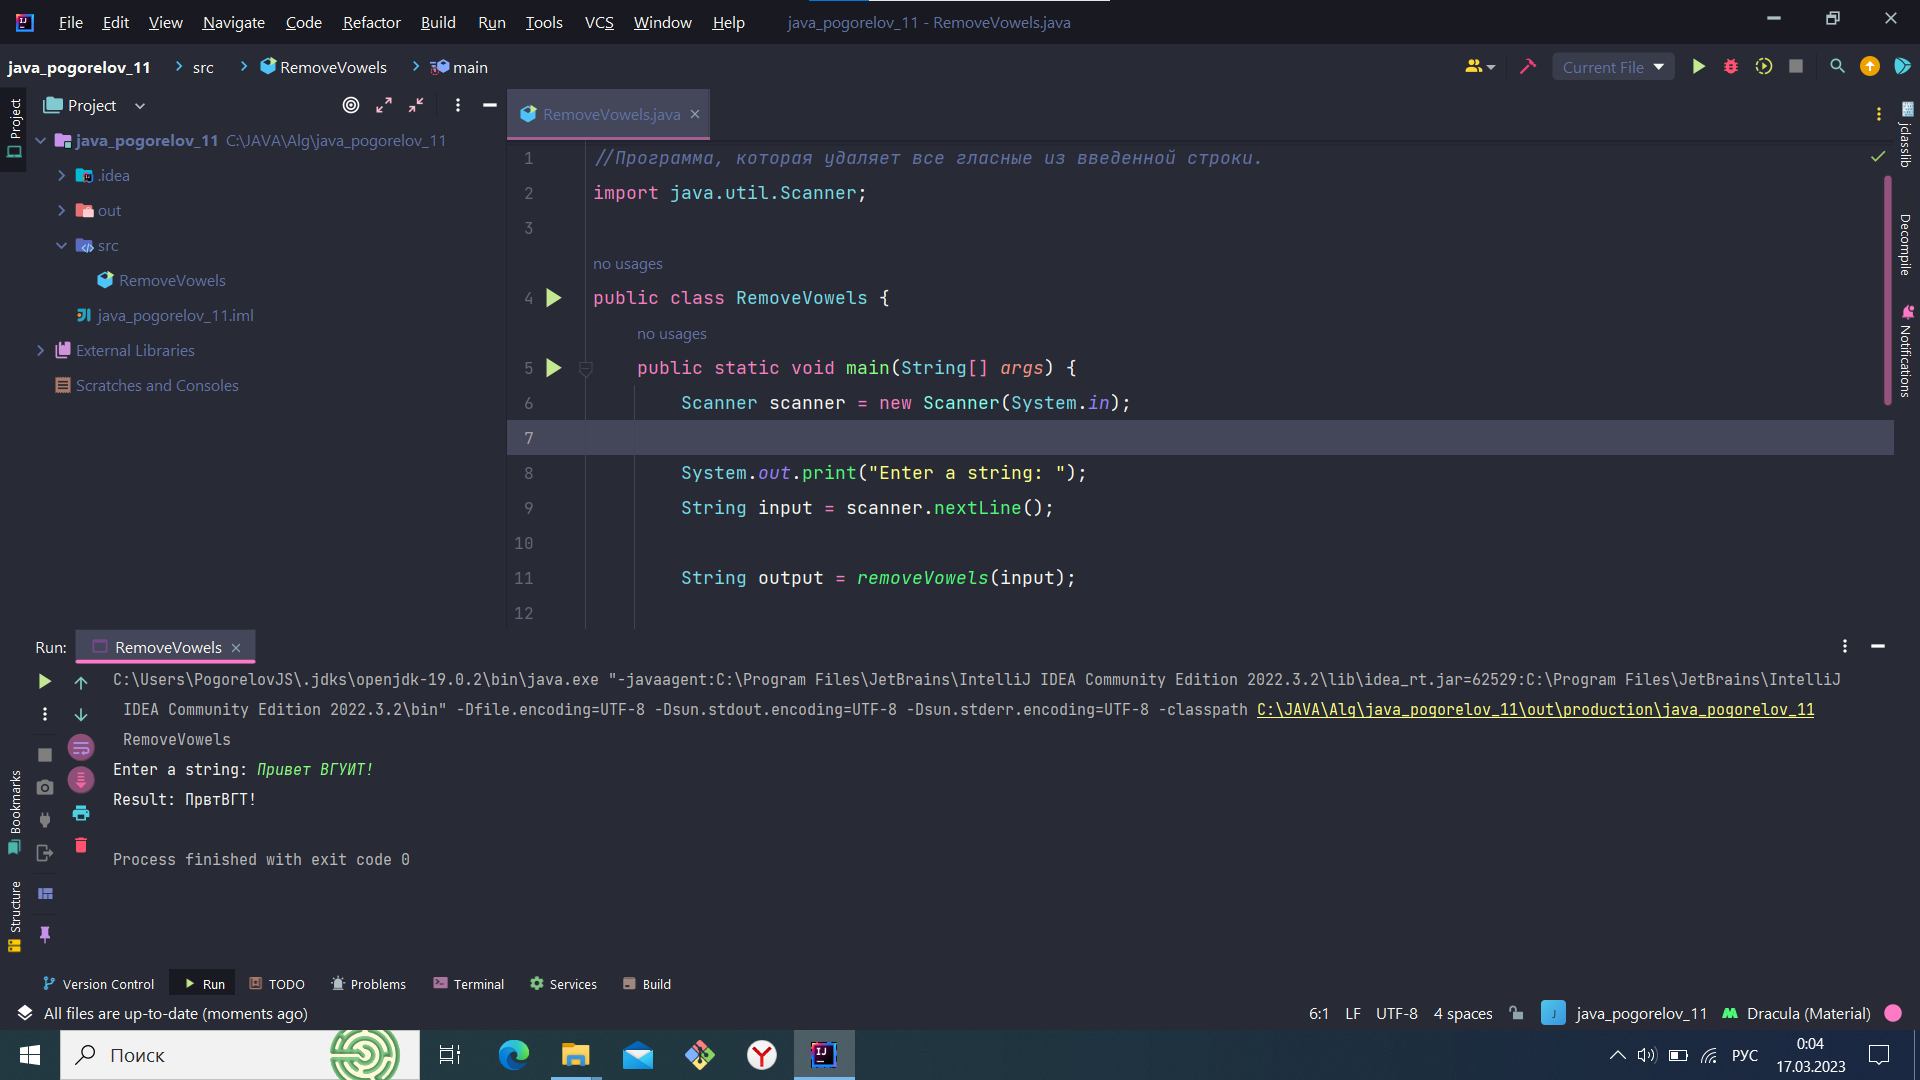 File Edit View Navigate Code Refactor Build Run Tools VCS Window Help java_pogorelov_11 - RemoveVowels.java
java_pogorelov_11 src RemoveVowels main Current File
Project
Project
RemoveVowels.java
java_pogorelov_11 C:\JAVA\Alg\java_pogorelov_11
.idea
out
src
RemoveVowels
java_pogorelov_11.iml
External Libraries
Scratches and Consoles
1 //Программа, которая удаляет все гласные из введенной строки.
2 import java.util.Scanner;
3
no usages
4 public class RemoveVowels {
no usages
5 public static void main(String[] args) {
6 Scanner scanner = new Scanner(System.in);
7
8 System.out.print("Enter a string: ");
9 String input = scanner.nextLine();
10
11 String output = removeVowels(input);
12
jclasslib
Decompile
Notifications
Run: RemoveVowels
C:\Users\PogorelovJS\.jdks\openjdk-19.0.2\bin\java.exe "-javaagent:C:\Program Files\JetBrains\IntelliJ IDEA Community Edition 2022.3.2\lib\idea_rt.jar=62529:C:\Program Files\JetBrains\IntelliJ
IDEA Community Edition 2022.3.2\bin" -Dfile.encoding=UTF-8 -Dsun.stdout.encoding=UTF-8 -Dsun.stderr.encoding=UTF-8 -classpath C:\JAVA\Alg\java_pogorelov_11\out\production\java_pogorelov_11
RemoveVowels
Enter a string: Привет ВГУИТ!
Result: ПрвтВГТ!
Process finished with exit code 0
Bookmarks
Structure
Version Control Run TODO Problems Terminal Services Build
All files are up-to-date (moments ago) 6:1 LF UTF-8 4 spaces J java_pogorelov_11 Dracula (Material)
Поиск РУС 0:04
17.03.2023